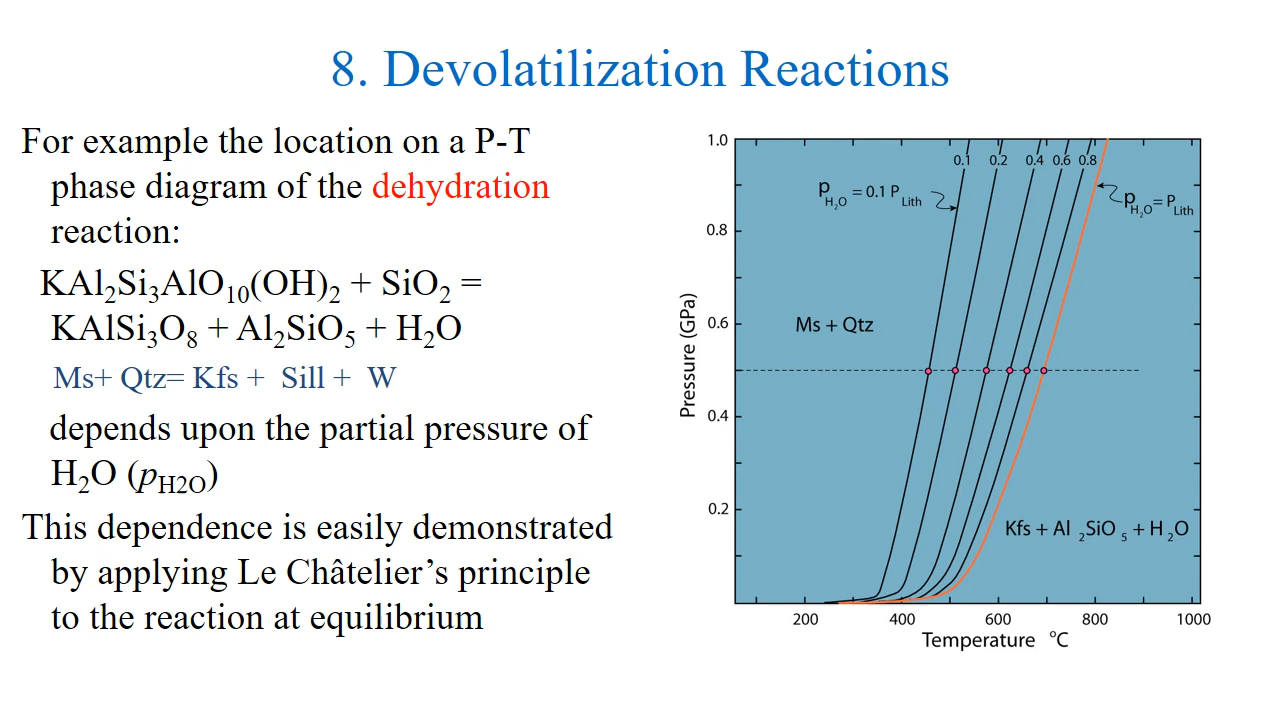 8. Devolatilization Reactions
For example the location on a P-T
phase diagram of the dehydration
reaction:
KAl₂Si₃AlO₁₀(OH)₂ + SiO₂ =
KAlSi₃O₈ + Al₂SiO₅ + H₂O
Ms+ Qtz= Kfs + Sill + W
depends upon the partial pressure of
H₂O (pH2O)
This dependence is easily demonstrated
by applying Le Châtelier’s principle
to the reaction at equilibrium
1.0
0.8
0.6
0.4
0.2
Pressure (GPa)
0.1 0.2 0.4 0.6 0.8
pH₂O = 0.1 PLith
pH₂O = PLith
Ms + Qtz
Kfs + Al ₂SiO ₅ + H ₂O
200 400 600 800 1000
Temperature °C